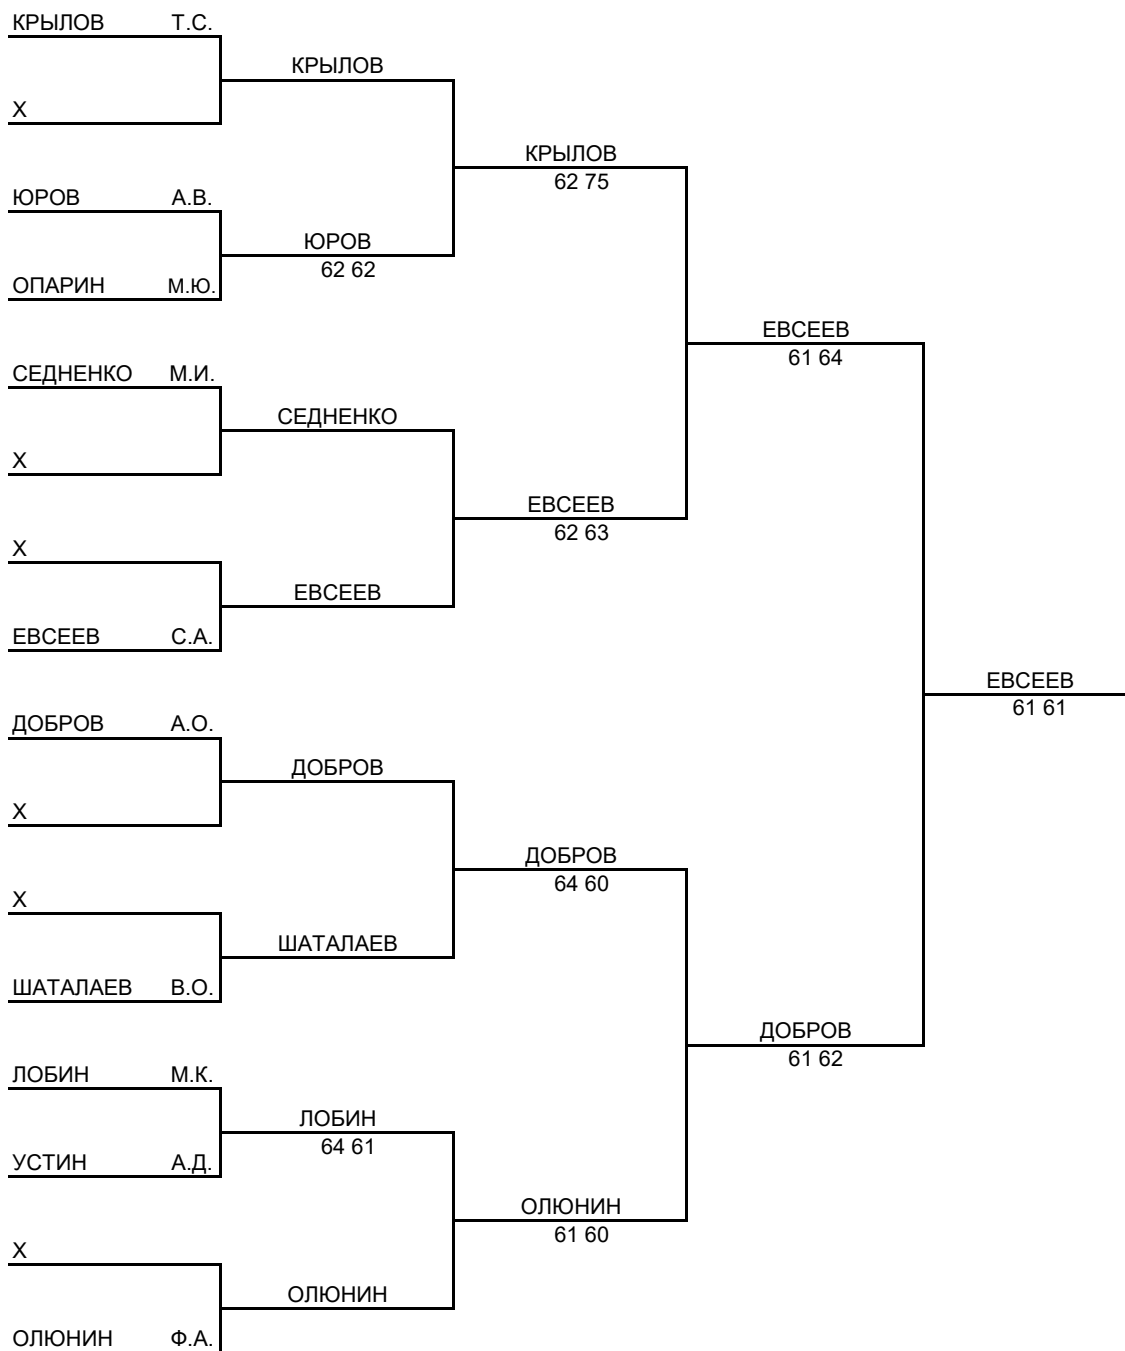 КРЫЛОВ Т.С.
КРЫЛОВ
X
КРЫЛОВ
62 75
ЮРОВ А.В.
ЮРОВ
62 62
ОПАРИН М.Ю.
ЕВСЕЕВ
61 64
СЕДНЕНКО М.И.
СЕДНЕНКО
X
ЕВСЕЕВ
62 63
X
ЕВСЕЕВ
ЕВСЕЕВ С.А.
ЕВСЕЕВ
61 61
ДОБРОВ А.О.
ДОБРОВ
X
ДОБРОВ
64 60
X
ШАТАЛАЕВ
ШАТАЛАЕВ В.О.
ДОБРОВ
61 62
ЛОБИН М.К.
ЛОБИН
64 61
УСТИН А.Д.
ОЛЮНИН
61 60
X
ОЛЮНИН
ОЛЮНИН Ф.А.